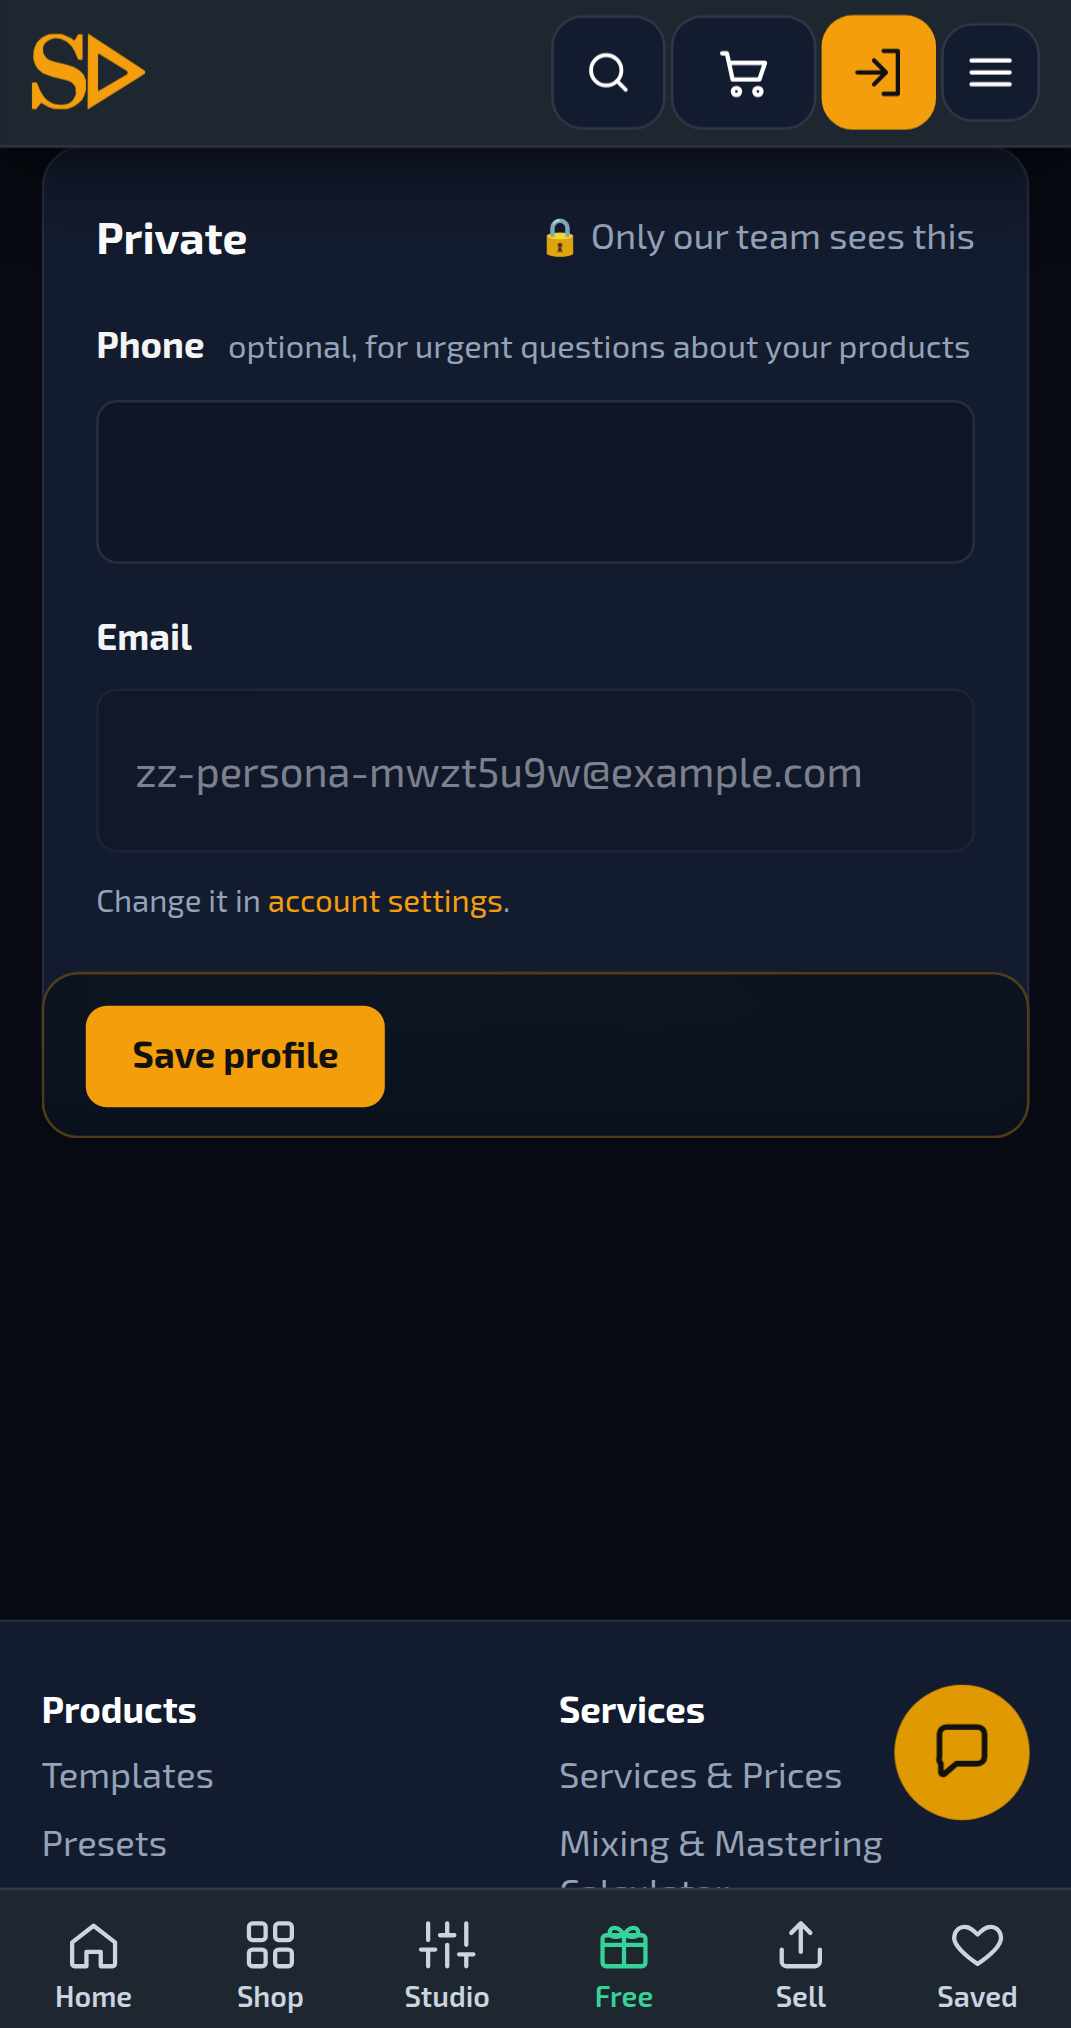 SD
Private
🔒 Only our team sees this
Phone optional, for urgent questions about your products
Email
zz-persona-mwzt5u9w@example.com
Change it in account settings.
Save profile
Products
Templates
Presets
Services
Services & Prices
Mixing & Mastering
Home
Shop
Studio
Free
Sell
Saved